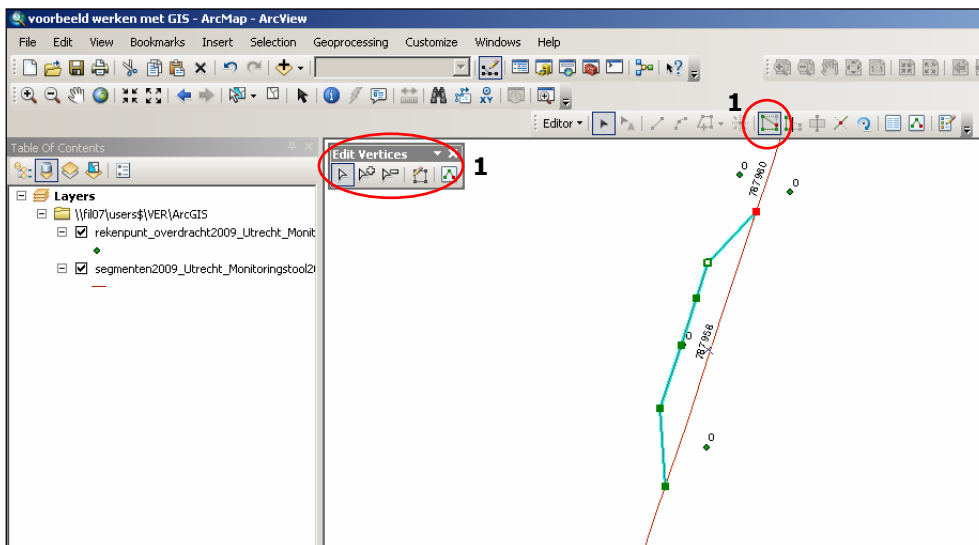 voorbeeld werken met GIS - ArcMap - ArcView
File Edit View Bookmarks Insert Selection Geoprocessing Customize Windows Help
1
Editor
Table Of Contents
Edit Vertices
1
Layers
\\fil07\users$\VER\ArcGIS
rekenpunt_overdracht2009_Utrecht_Monit
segmenten2009_Utrecht_Monitoringstool2
0
787960
0
0
787958
0